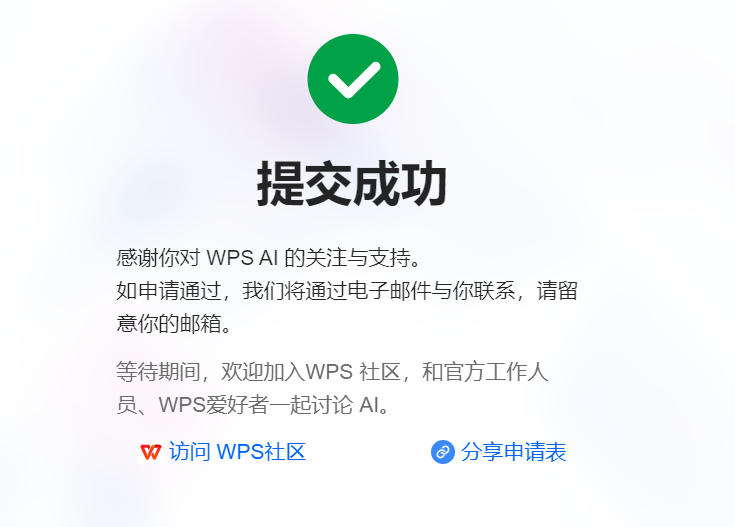 提交成功
感谢你对 WPS AI 的关注与支持。
如申请通过，我们将通过电子邮件与你联系，请留
意你的邮箱。
等待期间，欢迎加入WPS 社区，和官方工作人
员、WPS爱好者一起讨论 AI。
访问 WPS社区
分享申请表